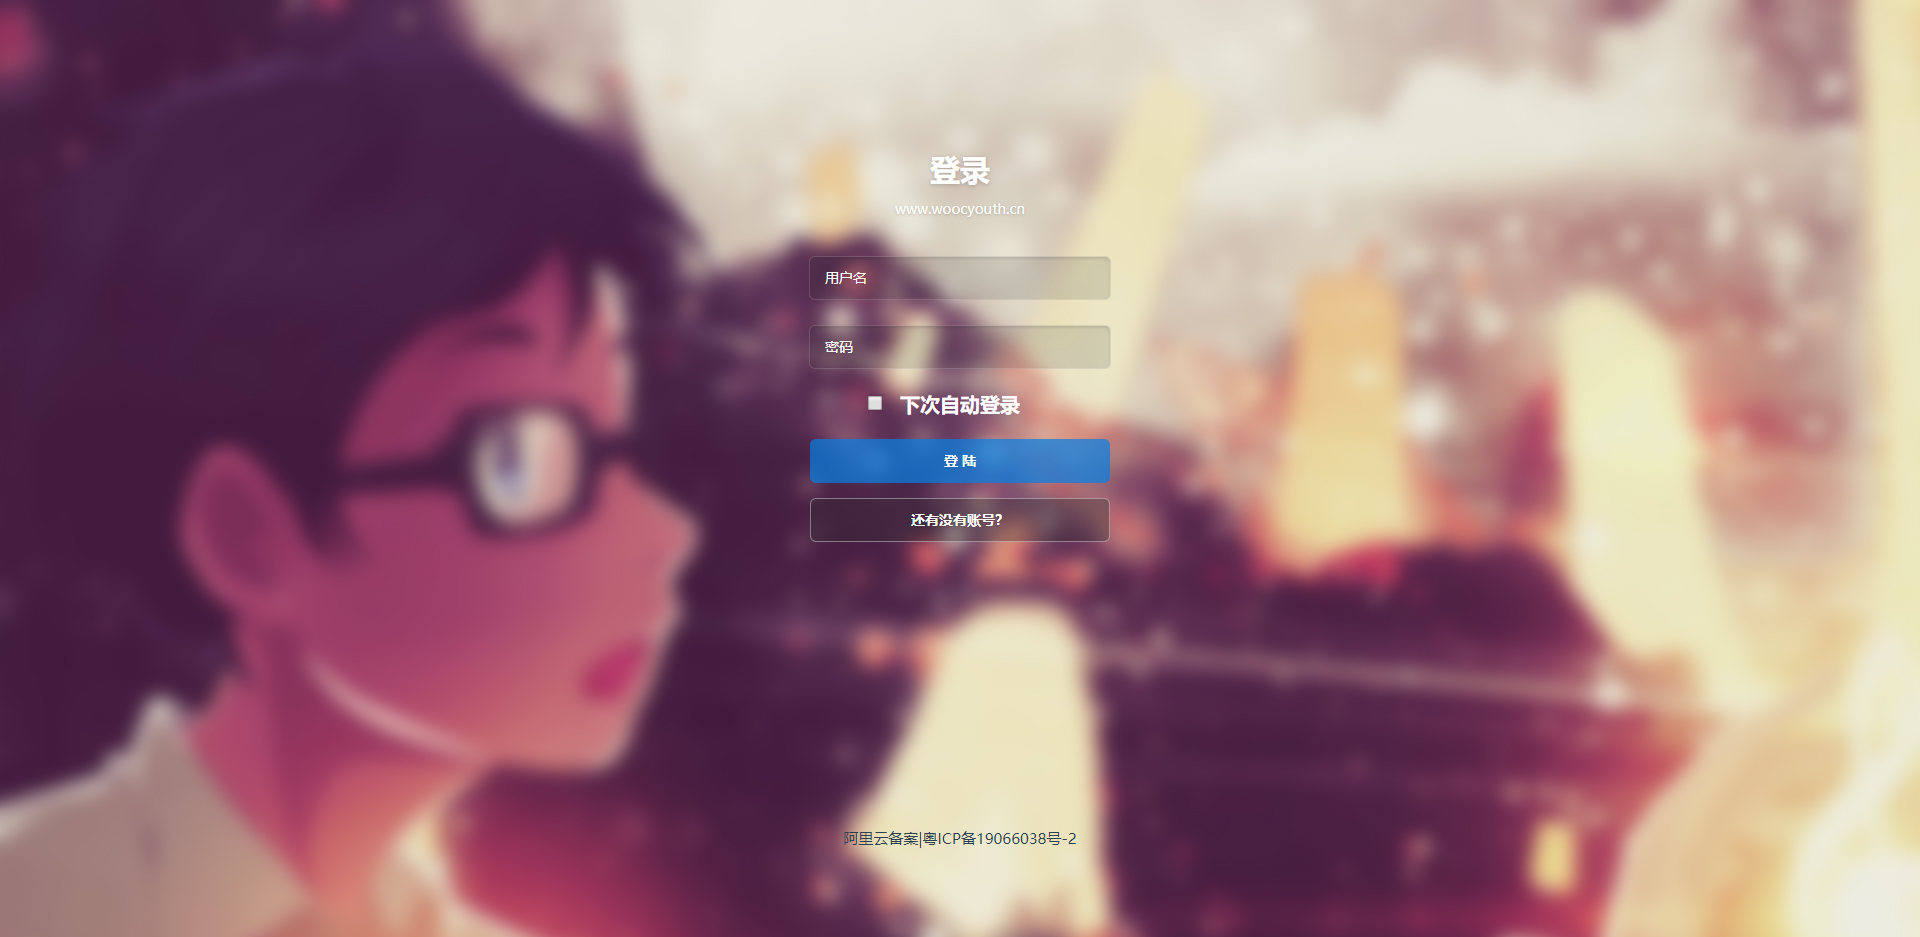 登录
www.woocyouth.cn
用户名
密码
下次自动登录
登 陆
还有没有账号?
阿里云备案|粤ICP备19066038号-2